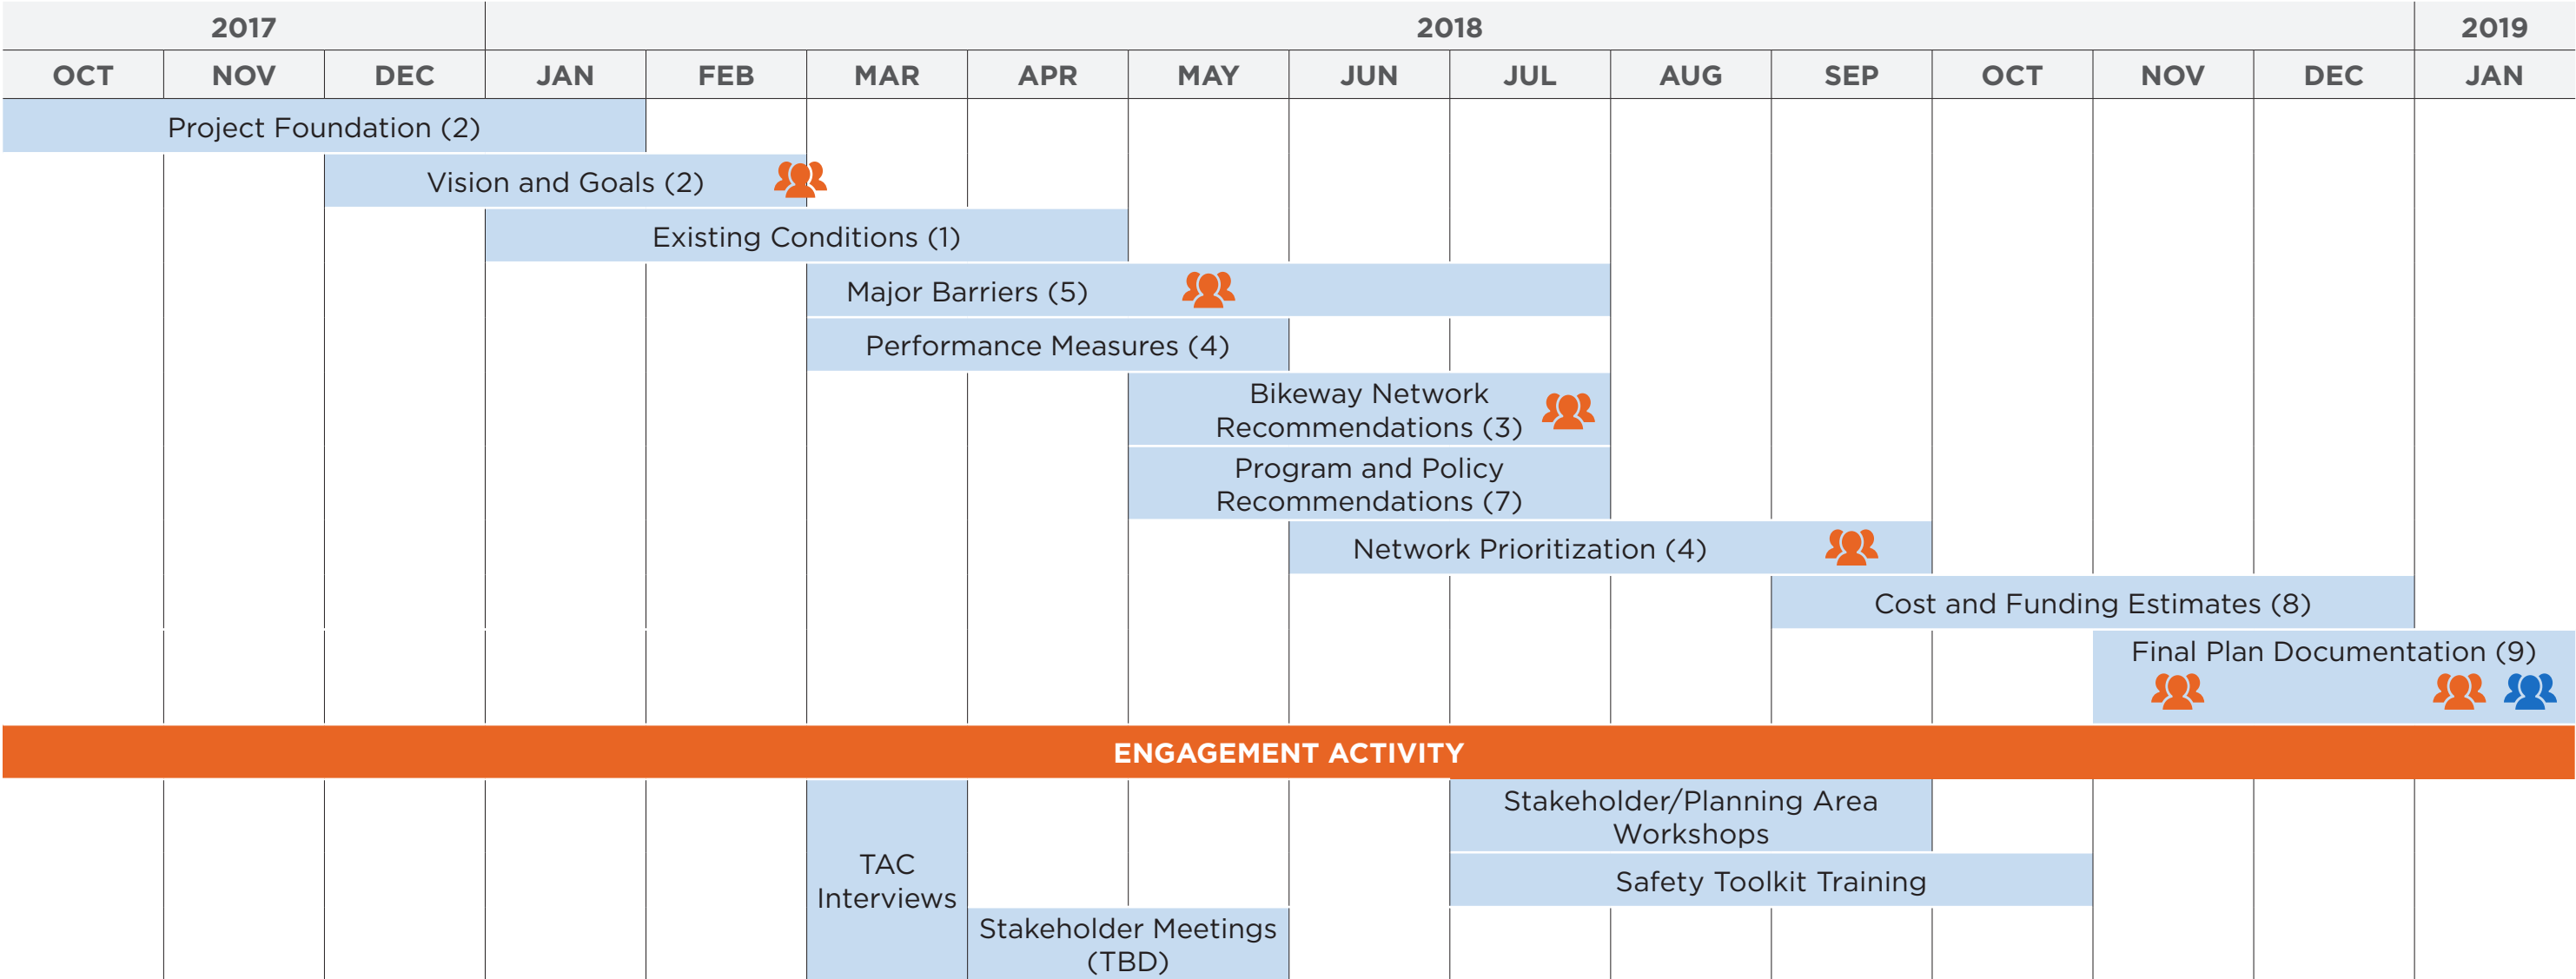 2017 2018 2019
OCT NOV DEC JAN FEB MAR APR MAY JUN JUL AUG SEP OCT NOV DEC JAN
Project Foundation (2)
Vision and Goals (2)
Existing Conditions (1)
Major Barriers (5)
Performance Measures (4)
Bikeway Network
Recommendations (3)
Program and Policy
Recommendations (7)
Network Prioritization (4)
Cost and Funding Estimates (8)
Final Plan Documentation (9)
ENGAGEMENT ACTIVITY
Stakeholder/Planning Area
Workshops
TAC
Interviews
Safety Toolkit Training
Stakeholder Meetings
(TBD)